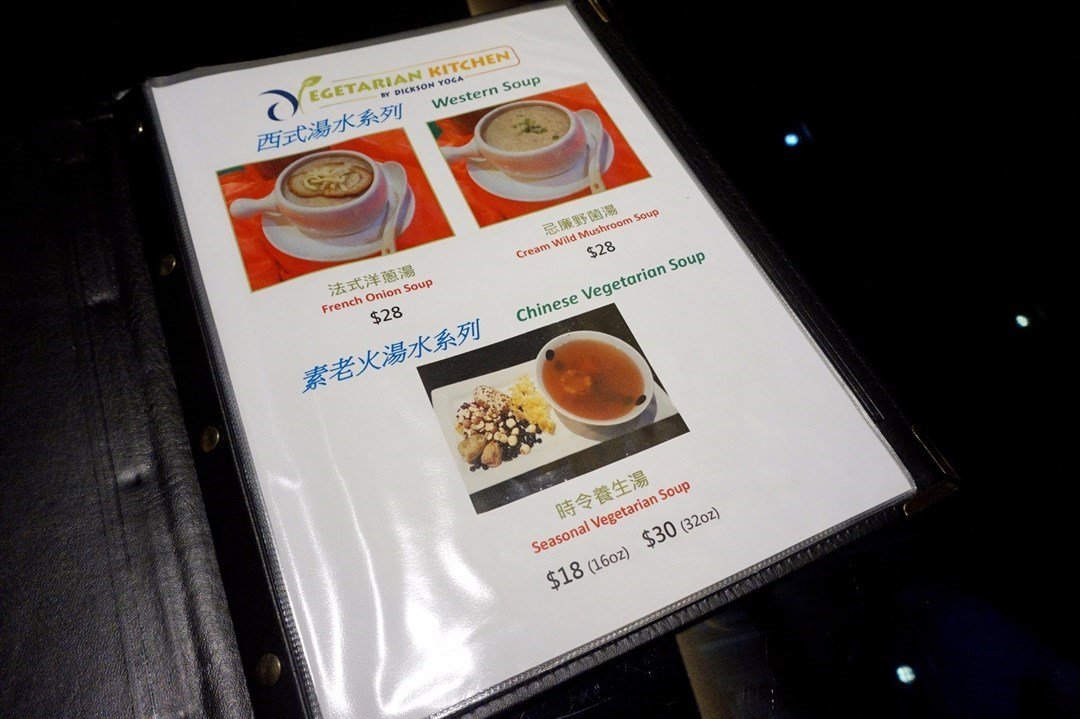 VEGETARIAN KITCHEN
BY DICKSON YOGA
西式湯水系列 Western Soup
法式洋蔥湯
French Onion Soup
$28
忌廉野菌湯
Cream Wild Mushroom Soup
$28
素老火湯水系列 Chinese Vegetarian Soup
時令養生湯
Seasonal Vegetarian Soup
$18 (16oz) $30 (32oz)